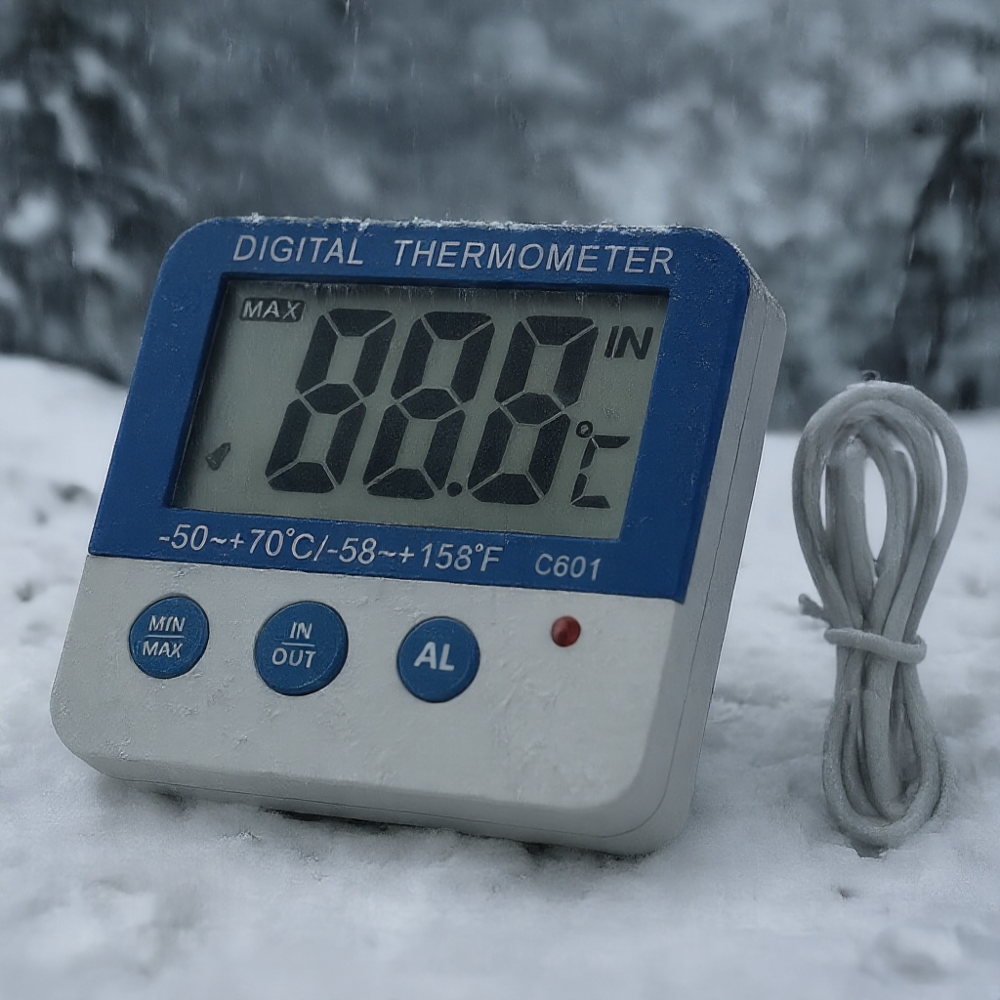 DIGITAL THERMOMETER
MAX
88.8 IN
°C
-50~+70°C/-58~+158°F C601
MIN
MAX
IN
OUT
AL